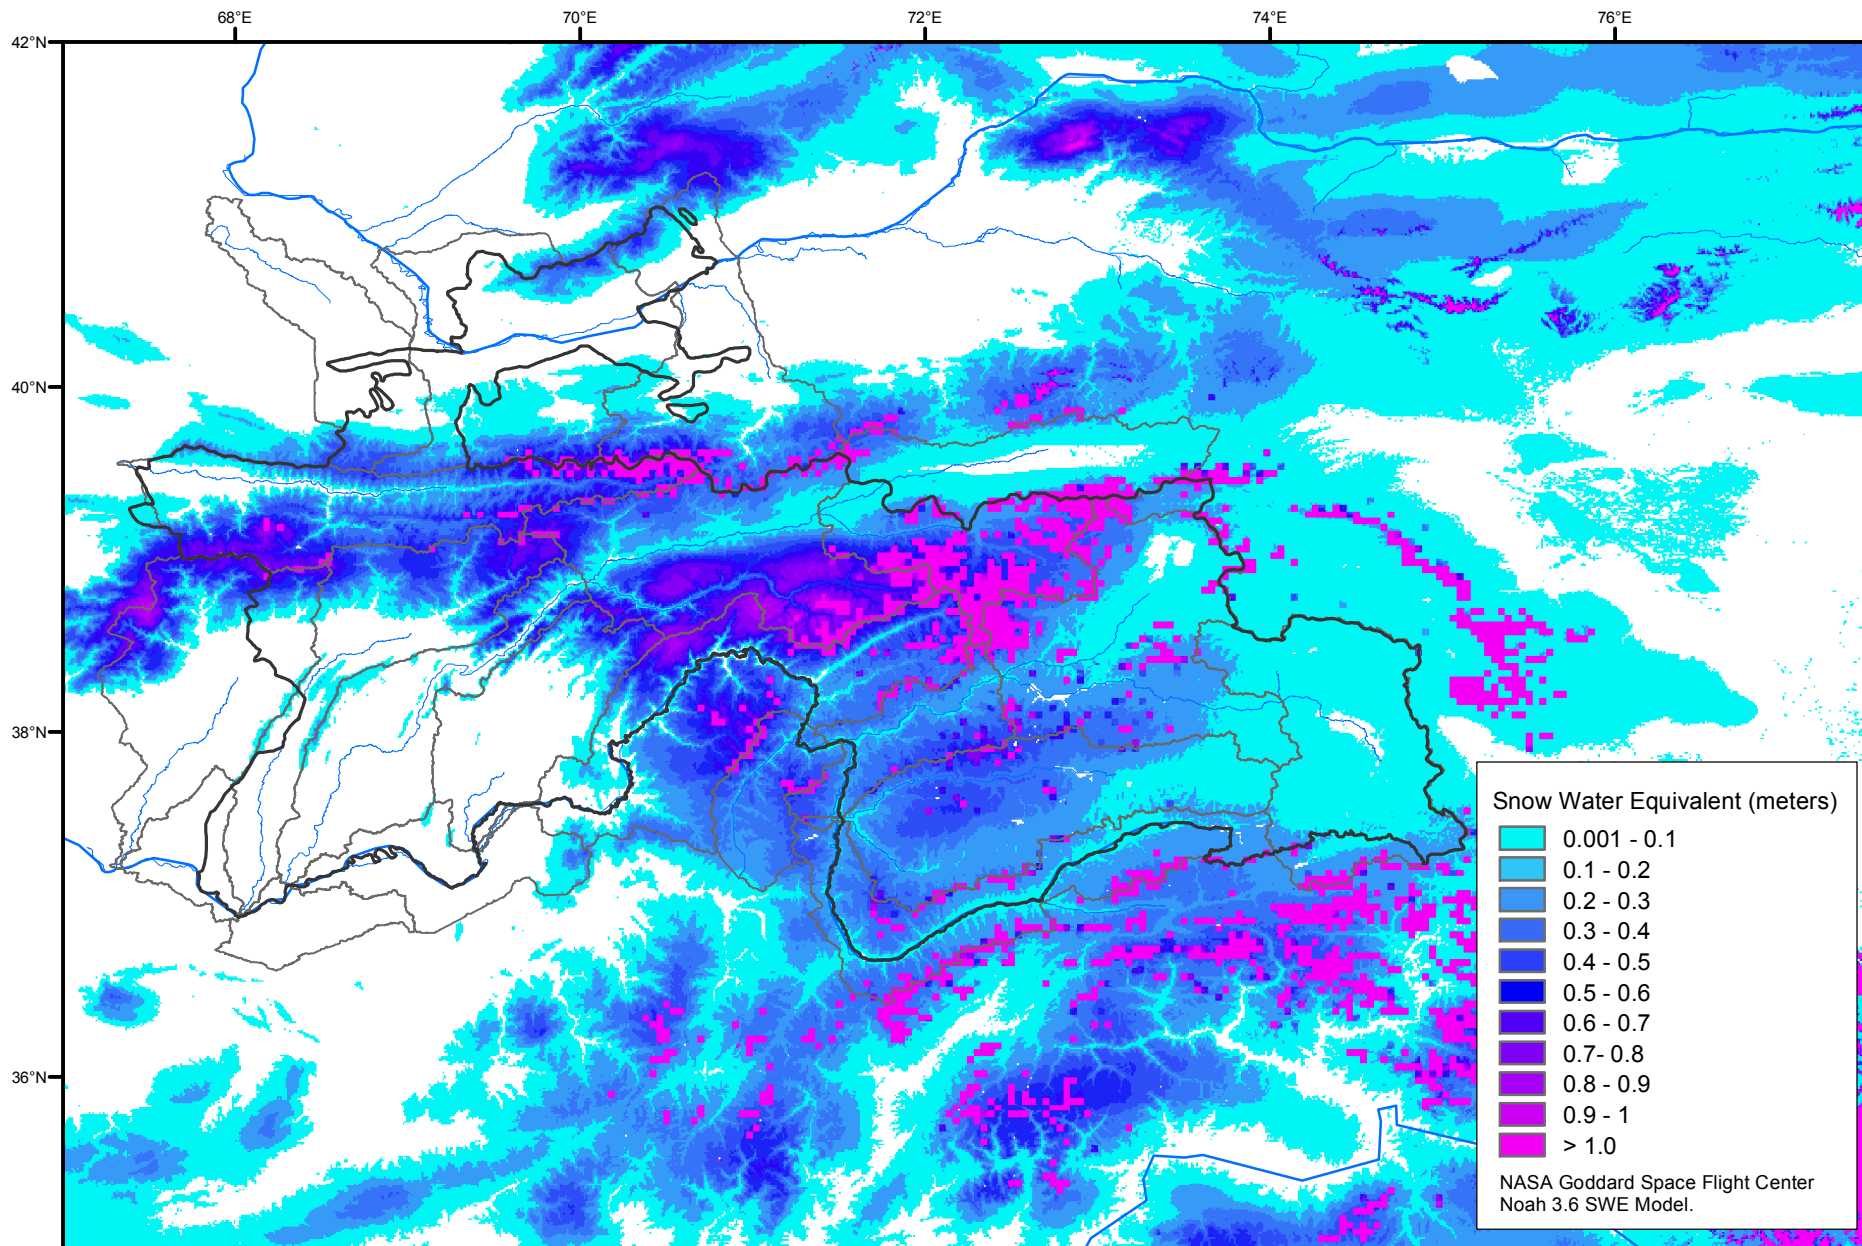 68°E 70°E 72°E 74°E 76°E
42°N
40°N
38°N
36°N
Snow Water Equivalent (meters)
0.001 - 0.1
0.1 - 0.2
0.2 - 0.3
0.3 - 0.4
0.4 - 0.5
0.5 - 0.6
0.6 - 0.7
0.7- 0.8
0.8 - 0.9
0.9 - 1
> 1.0
NASA Goddard Space Flight Center
Noah 3.6 SWE Model.